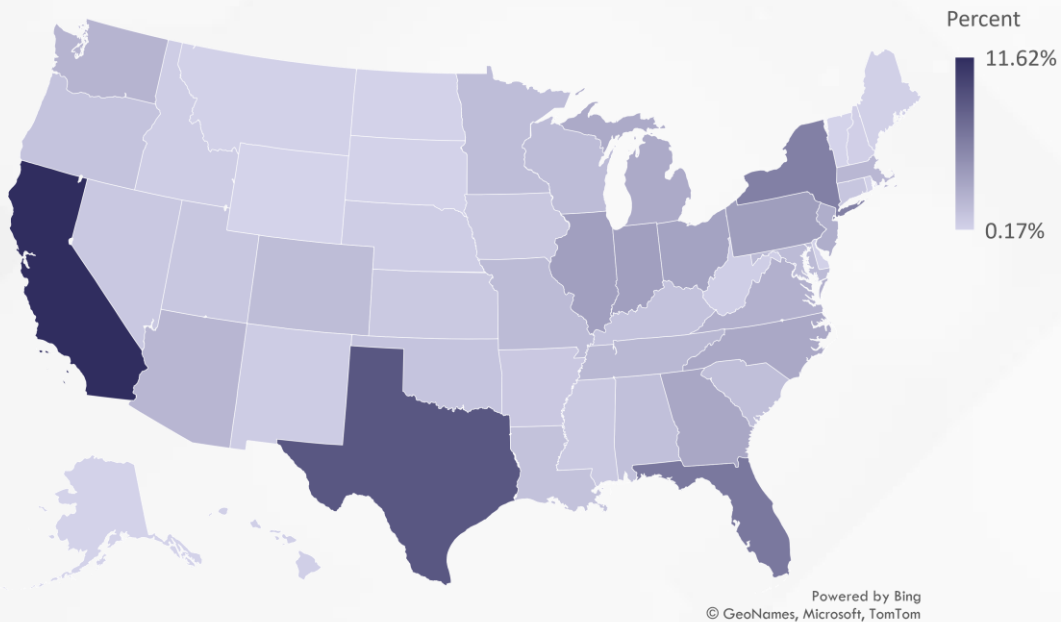 Percent
11.62%
0.17%
Powered by Bing
© GeoNames, Microsoft, TomTom